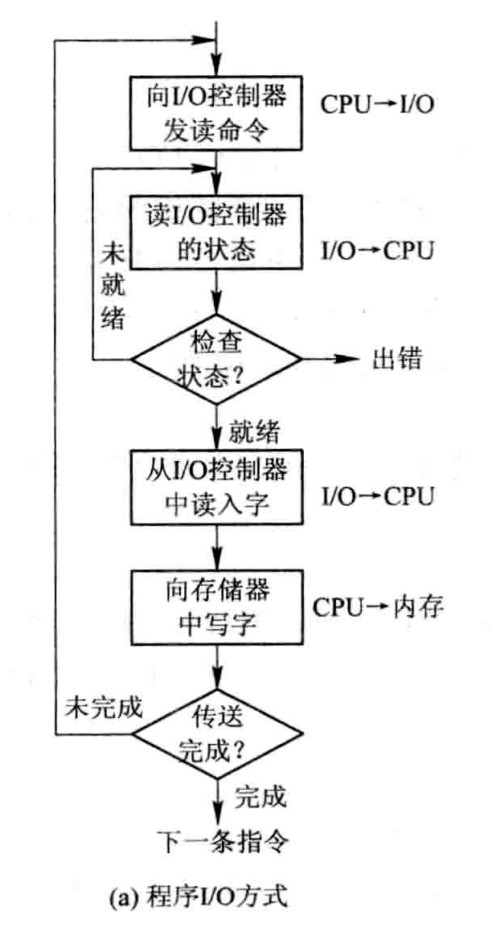 向I/O控制器
发读命令
CPU→I/O
读I/O控制器
的状态
I/O→CPU
未
就
绪
检查
状态？
出错
就绪
从I/O控制器
中读入字
I/O→CPU
向存储器
中写字
CPU→内存
未完成
传送
完成？
完成
下一条指令
(a) 程序I/O方式